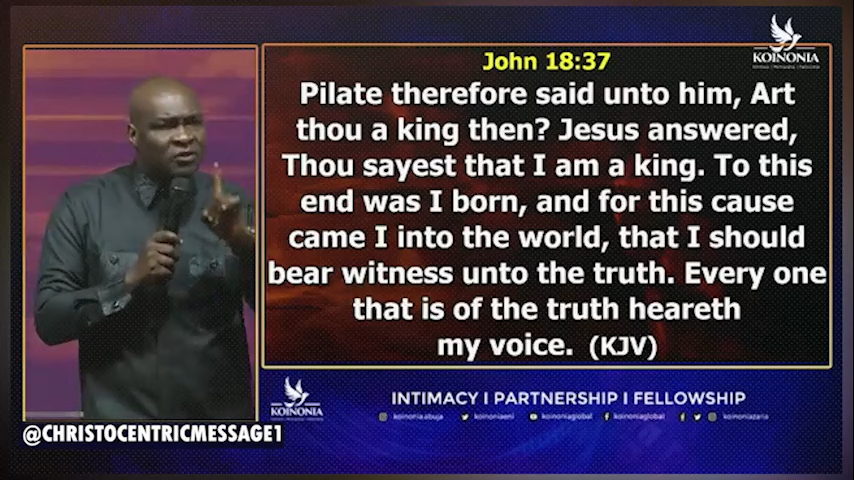 John 18:37
KOINONIA
Pilate therefore said unto him, Art
thou a king then? Jesus answered,
Thou sayest that I am a king. To this
end was I born, and for this cause
came I into the world, that I should
bear witness unto the truth. Every one
that is of the truth heareth
my voice. (KJV)
KOINONIA
INTIMACY I PARTNERSHIP I FELLOWSHIP
koinonia.abuja koinoniaeni koinoniaglobal koinoniaglobal koinoniazaria
@CHRISTOCENTRICMESSAGE1